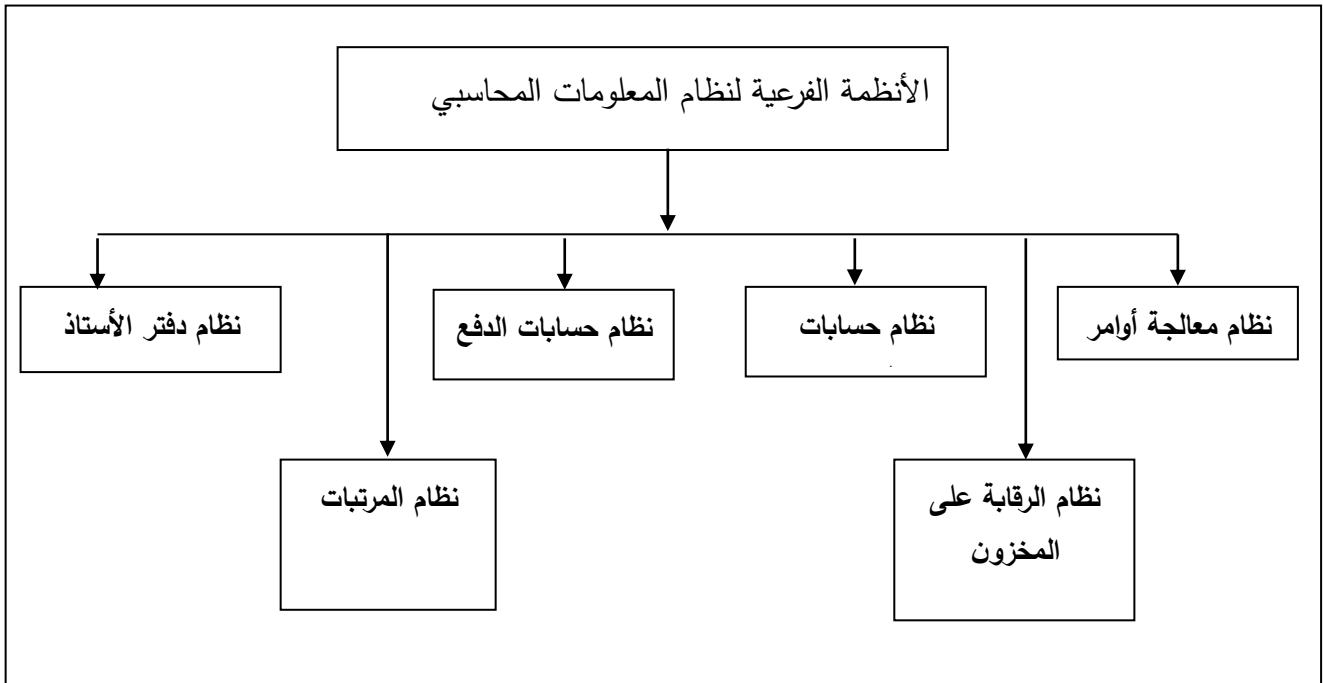 الأنظمة الفرعية لنظام المعلومات المحاسبي
نظام معالجة أوامر
نظام حسابات
نظام حسابات الدفع
نظام دفتر الأستاذ
نظام الرقابة على
المخزون
نظام المرتبات